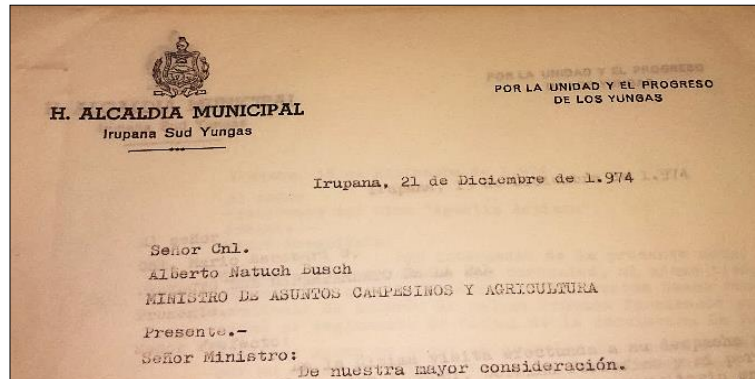 H. ALCALDIA MUNICIPAL
Irupana Sud Yungas
POR LA UNIDAD Y EL PROGRESO
DE LOS YUNGAS
Irupana, 21 de Diciembre de 1.974
Señor Cnl.
Alberto Natuch Busch
MINISTRO DE ASUNTOS CAMPESINOS Y AGRICULTURA
Presente.-
Señor Ministro:
De nuestra mayor consideración.